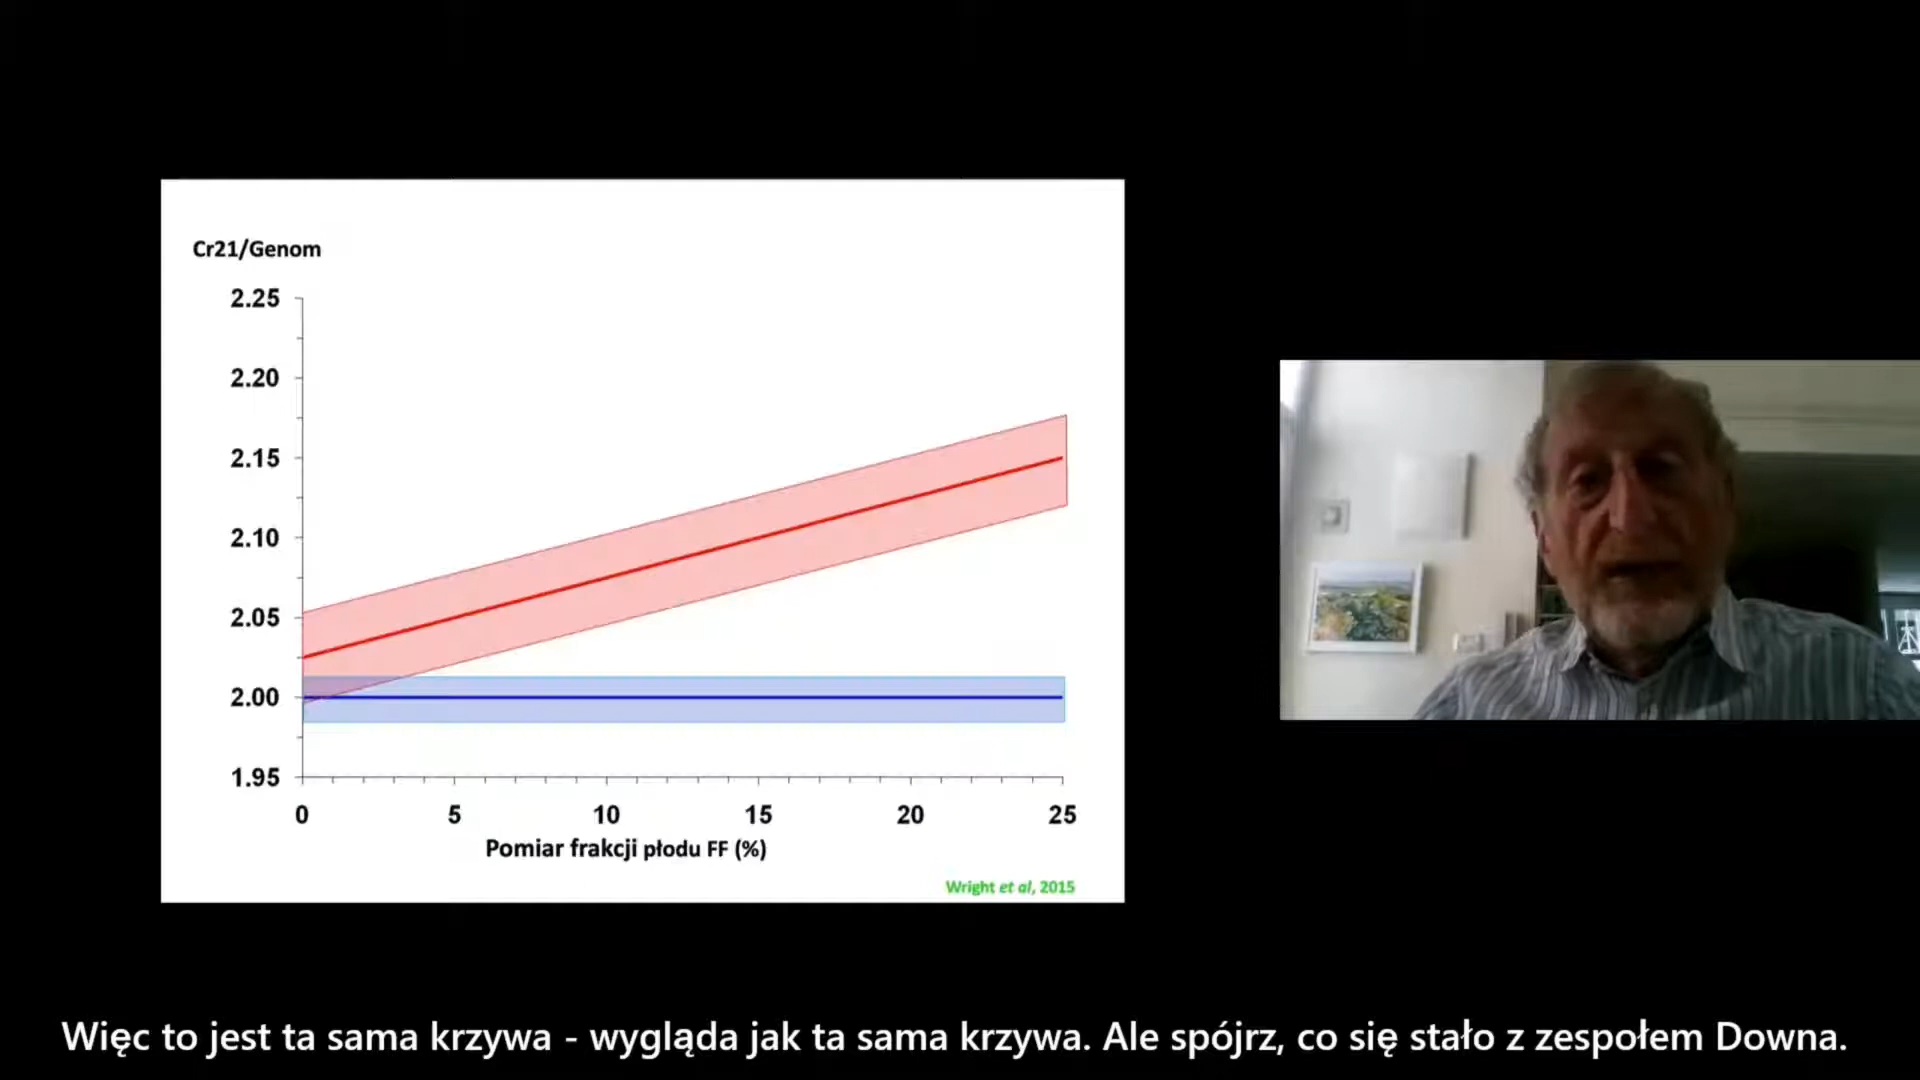 Cr21/Genom
2.25
2.20
2.15
2.10
2.05
2.00
1.95
0 5 10 15 20 25
Pomiar frakcji płodu FF (%)
Wright et al, 2015
Więc to jest ta sama krzywa - wygląda jak ta sama krzywa. Ale spójrz, co się stało z zespołem Downa.